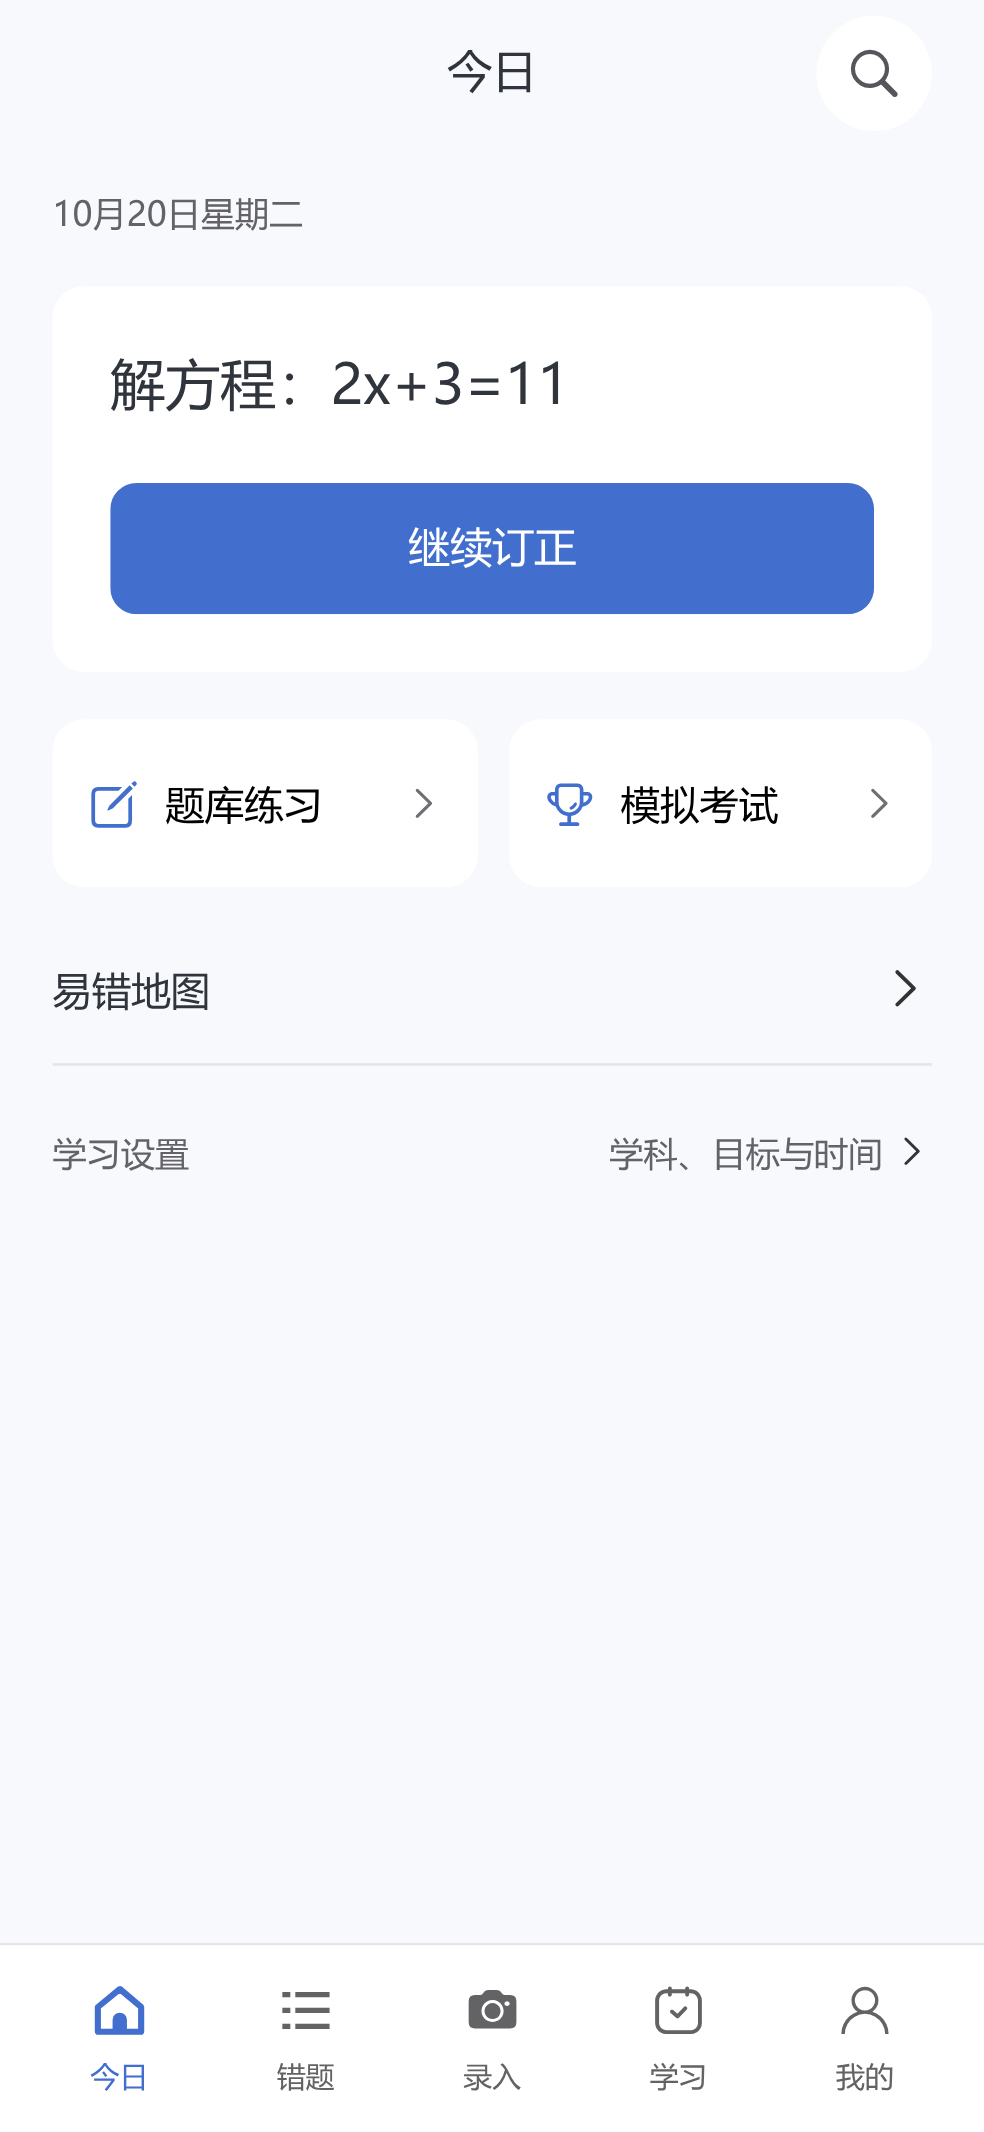 今日
10月20日星期二
解方程：2x+3=11
继续订正
题库练习
模拟考试
易错地图
学习设置 学科、目标与时间
今日 错题 录入 学习 我的